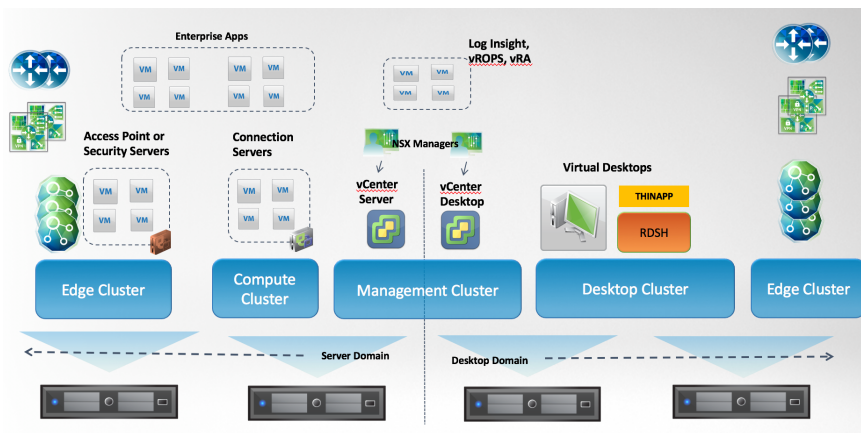 Enterprise Apps
VM VM VM VM
VM VM VM VM
Log Insight,
vROPS, vRA
VM VM
VM VM
Access Point or
Security Servers
VM VM
VM VM
Connection
Servers
VM VM
VM VM
NSX Managers
vCenter
Server
vCenter
Desktop
Virtual Desktops
THINAPP
RDSH
VPN
VPN
VPN
Edge Cluster
Compute
Cluster
Management Cluster
Desktop Cluster
Edge Cluster
Server Domain
Desktop Domain